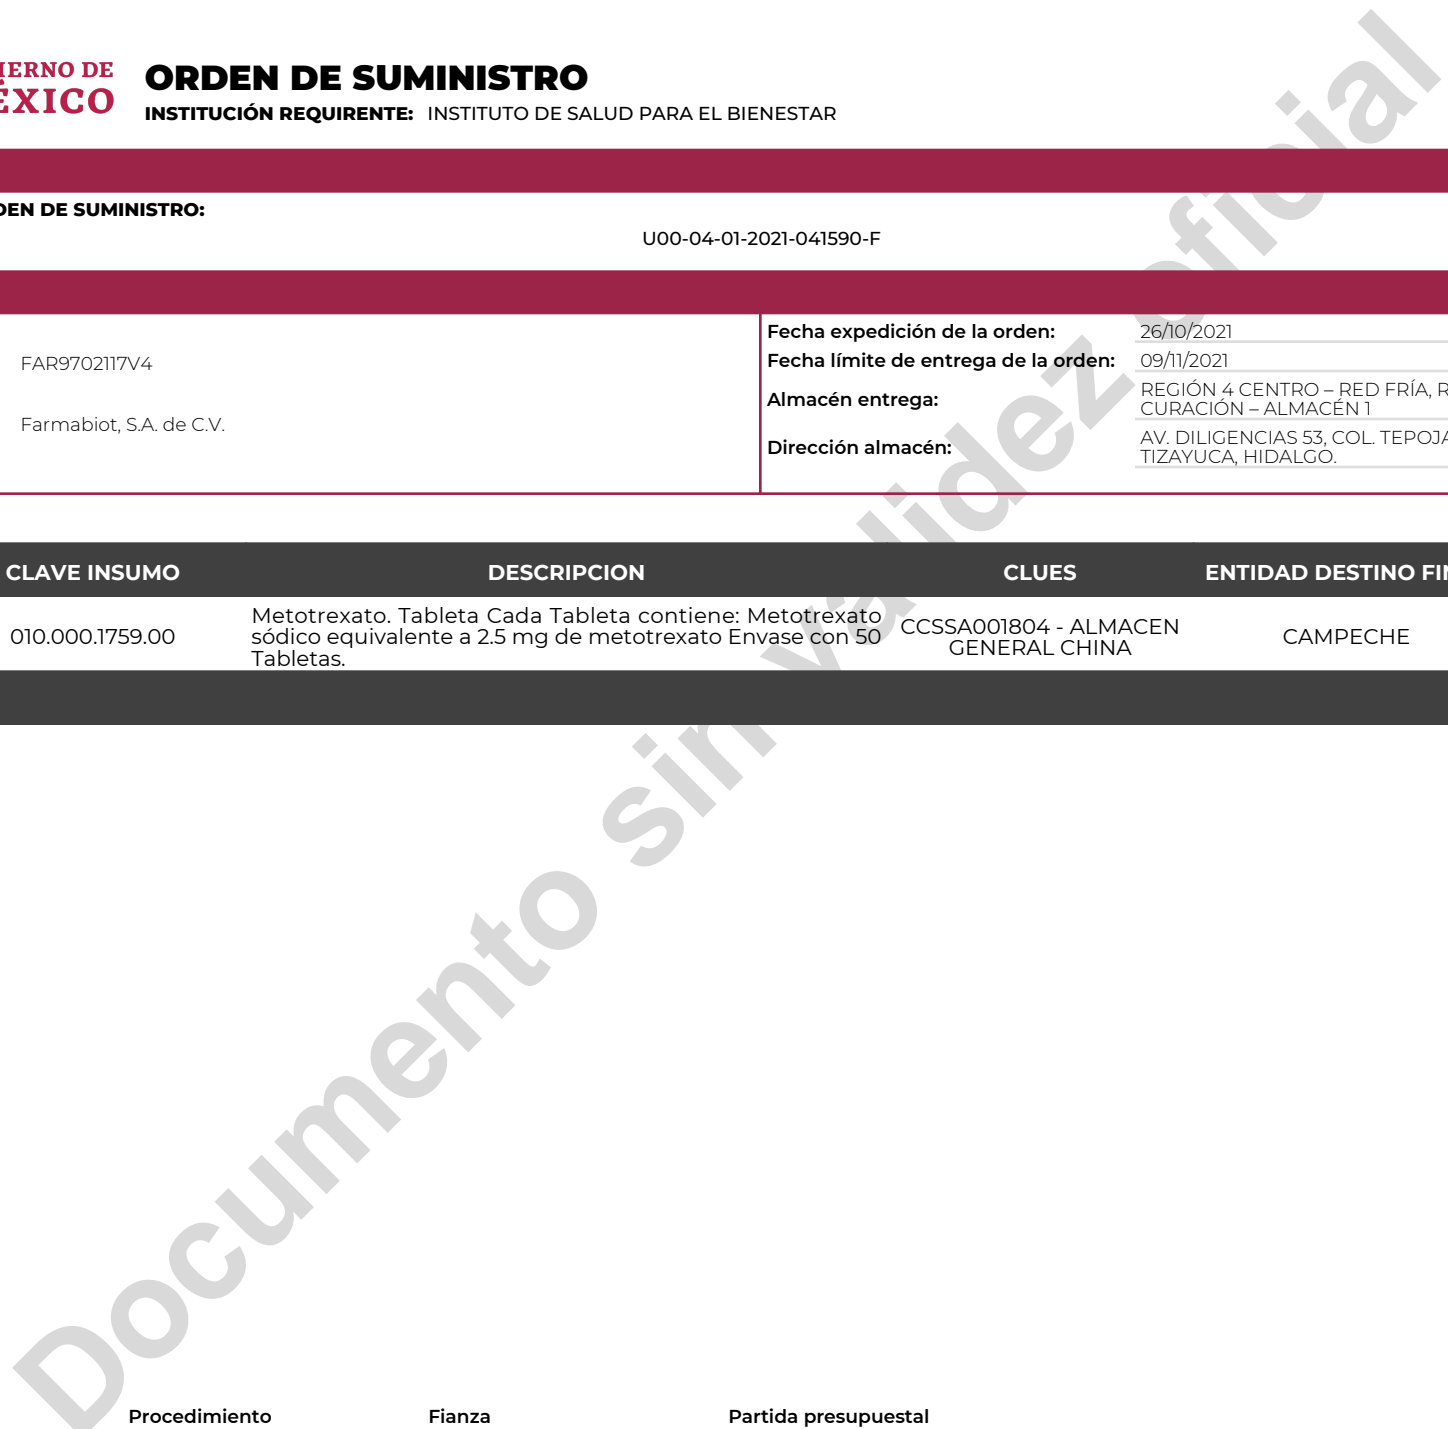 ORDEN DE SUMINISTRO
INSTITUCIÓN REQUIRENTE: INSTITUTO DE SALUD PARA EL BIENESTAR
DE
XICO
DE SUMINISTRO:
U00-04-01-2021-041590-F
FAR9702117V4
Farmabiot, S.A. de C.V.
Fecha expedición de la orden: 26/10/2021
Fecha límite de entrega de la orden: 09/11/2021
Almacén entrega: REGIÓN 4 CENTRO – RED FRÍA,
CURACIÓN – ALMACÉN 1
Dirección almacén: AV. DILIGENCIAS 53, COL.
TIZAYUCA, HIDALGO.
CLAVE INSUMO DESCRIPCION CLUES ENTIDAD DESTINO
010.000.1759.00
Metotrexato. Tableta Cada Tableta contiene: Metotrexato
sódico equivalente a 2.5 mg de metotrexato Envase con 50
Tabletas.
CCSSA001804 - ALMACEN
GENERAL CHINA
CAMPECHE
Documento sin validez oficial
Procedimiento Fianza Partida presupuestal